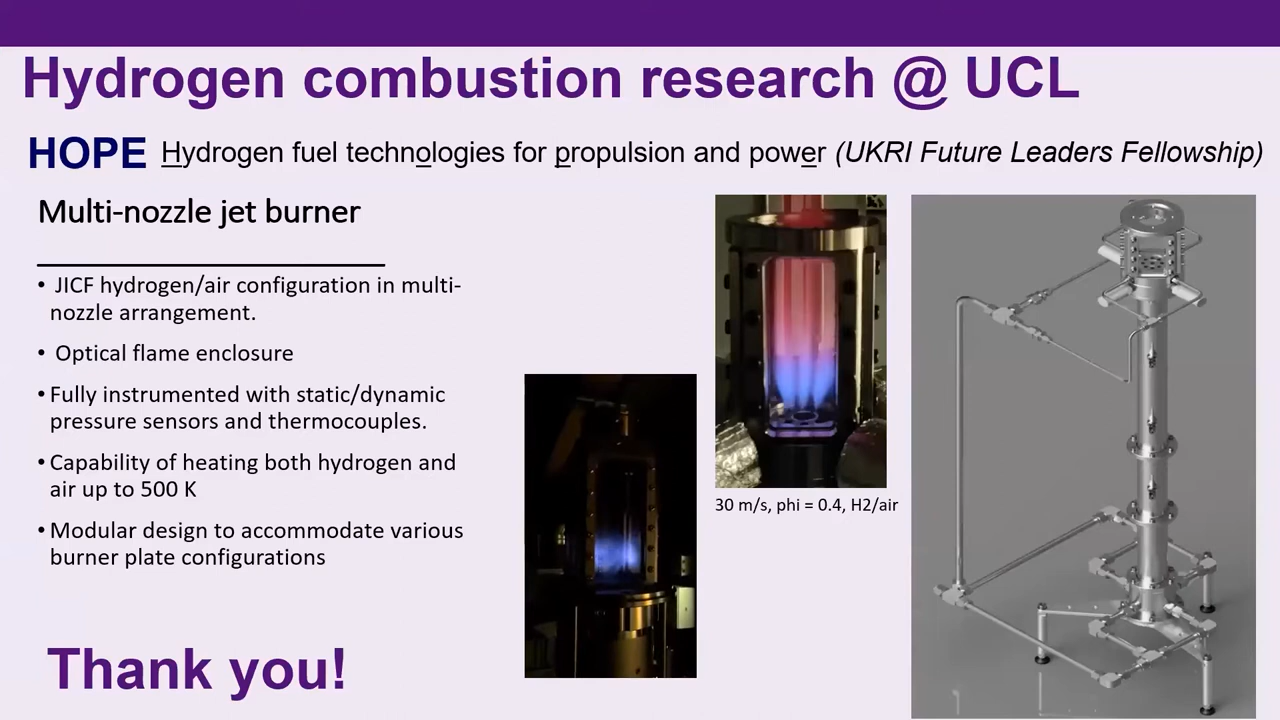 Hydrogen combustion research @ UCL
HOPE Hydrogen fuel technologies for propulsion and power (UKRI Future Leaders Fellowship)
Multi-nozzle jet burner
• JICF hydrogen/air configuration in multi-
nozzle arrangement.
• Optical flame enclosure
• Fully instrumented with static/dynamic
pressure sensors and thermocouples.
• Capability of heating both hydrogen and
air up to 500 K
• Modular design to accommodate various
burner plate configurations
30 m/s, phi = 0.4, H2/air
Thank you!